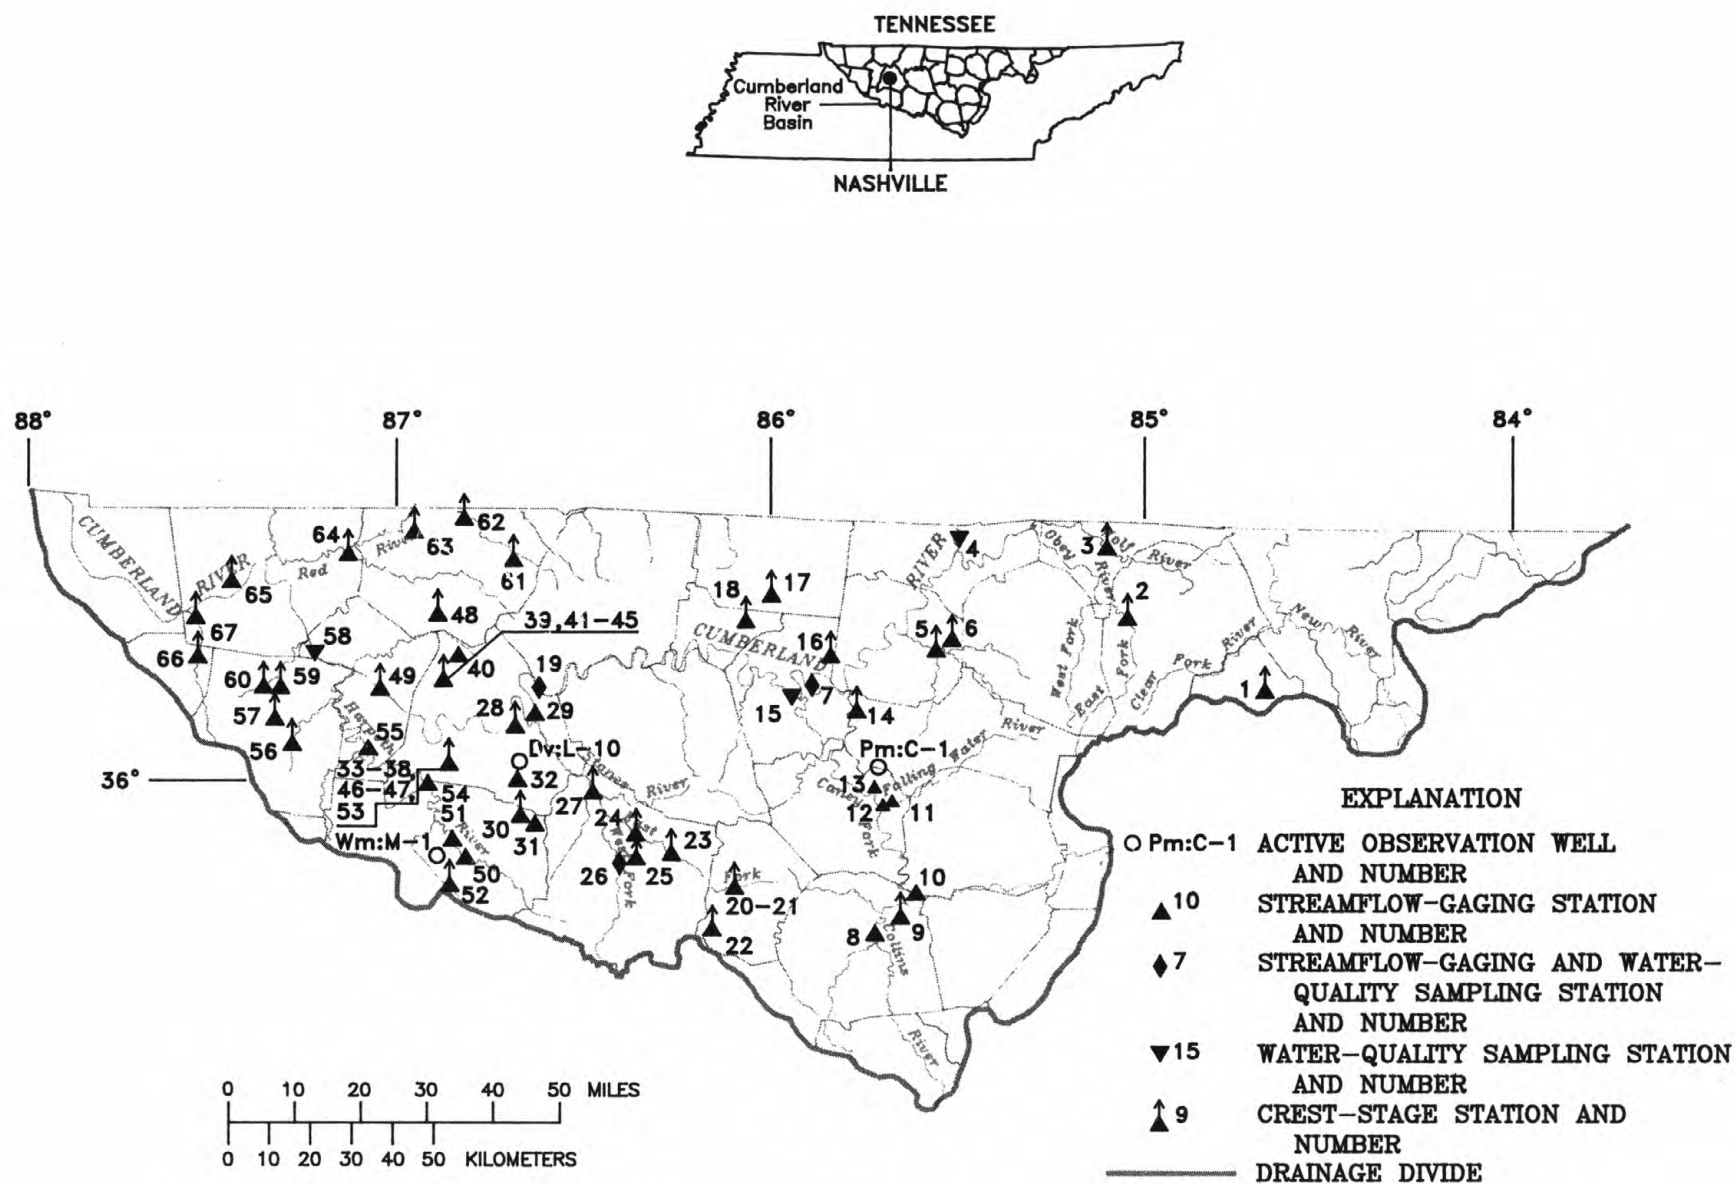 TENNESSEE
Cumberland
River
Basin
NASHVILLE
88°
87°
86°
85°
84°
36°
CUMBERLAND
RIVER
Red
River
64
63
62
61
65
67
66
58
48
39,41-45
40
60
59
57
56
49
Harpeth
55
33-38,
46-47,
53
54
51
River
Wm:M-1
50
52
19
28
29
Dv:L-10
32
30
31
27
Stones
River
24
East
West
Fork
26
25
23
Fork
20-21
22
18
17
CUMBERLAND
16
15
7
14
RIVER
4
5
6
Obey
River
Wolf
River
3
2
West Fork
East
Fork
Clear
Fork
River
New
River
1
Pm:C-1
13
12
11
Caney
Fork
Falling
Water
River
10
9
8
Collins
River
0 10 20 30 40 50 MILES
0 10 20 30 40 50 KILOMETERS
EXPLANATION
Pm:C-1 ACTIVE OBSERVATION WELL
AND NUMBER
10 STREAMFLOW-GAGING STATION
AND NUMBER
7 STREAMFLOW-GAGING AND WATER-
QUALITY SAMPLING STATION
AND NUMBER
15 WATER-QUALITY SAMPLING STATION
AND NUMBER
9 CREST-STAGE STATION AND
NUMBER
DRAINAGE DIVIDE